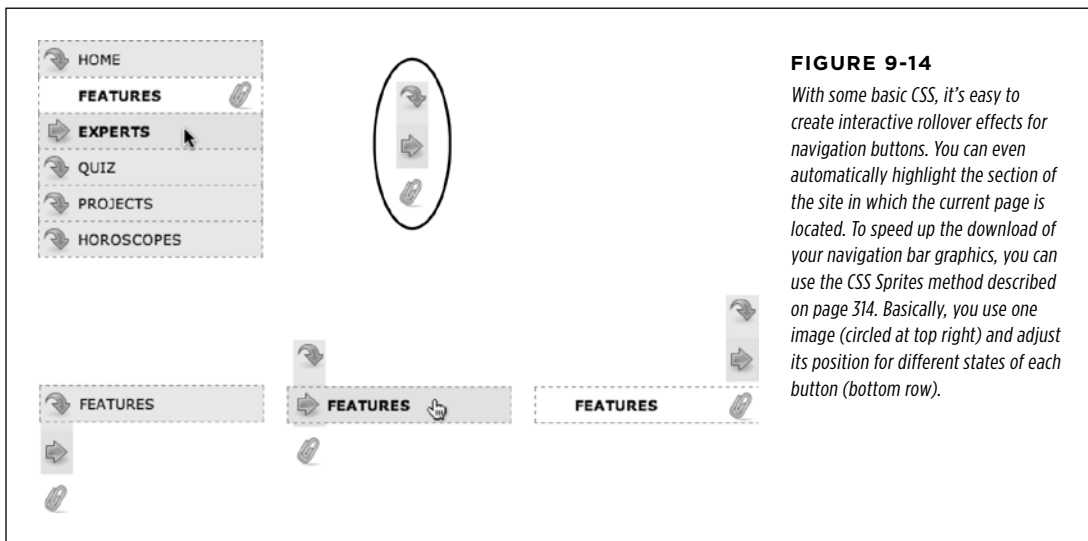 HOME
FEATURES
EXPERTS
QUIZ
PROJECTS
HOROSCOPES
FEATURES
FEATURES
FEATURES
FIGURE 9-14
With some basic CSS, it's easy to
create interactive rollover effects for
navigation buttons. You can even
automatically highlight the section of
the site in which the current page is
located. To speed up the download of
your navigation bar graphics, you can
use the CSS Sprites method described
on page 314. Basically, you use one
image (circled at top right) and adjust
its position for different states of each
button (bottom row).